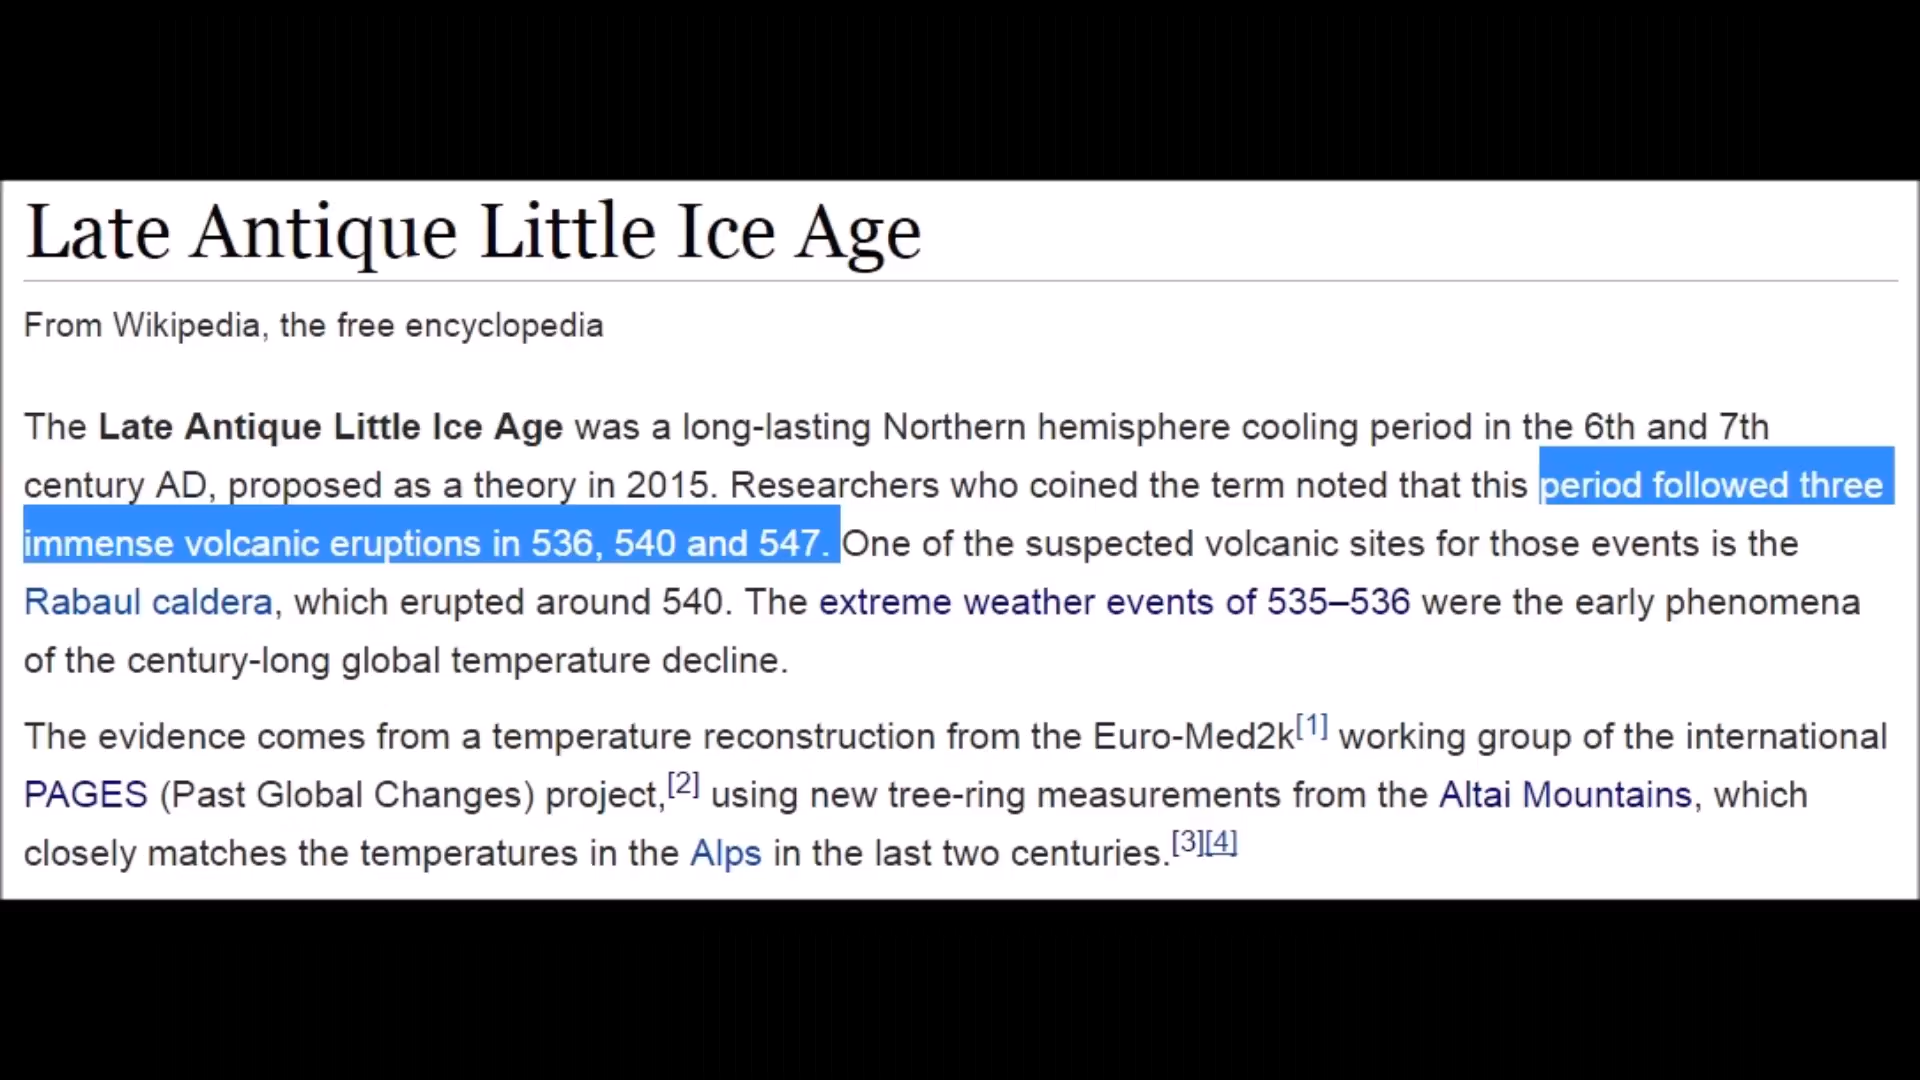 Late Antique Little Ice Age
From Wikipedia, the free encyclopedia
The Late Antique Little Ice Age was a long-lasting Northern hemisphere cooling period in the 6th and 7th
century AD, proposed as a theory in 2015. Researchers who coined the term noted that this period followed three
immense volcanic eruptions in 536, 540 and 547. One of the suspected volcanic sites for those events is the
Rabaul caldera, which erupted around 540. The extreme weather events of 535–536 were the early phenomena
of the century-long global temperature decline.
The evidence comes from a temperature reconstruction from the Euro-Med2k[1] working group of the international
PAGES (Past Global Changes) project,[2] using new tree-ring measurements from the Altai Mountains, which
closely matches the temperatures in the Alps in the last two centuries.[3][4]